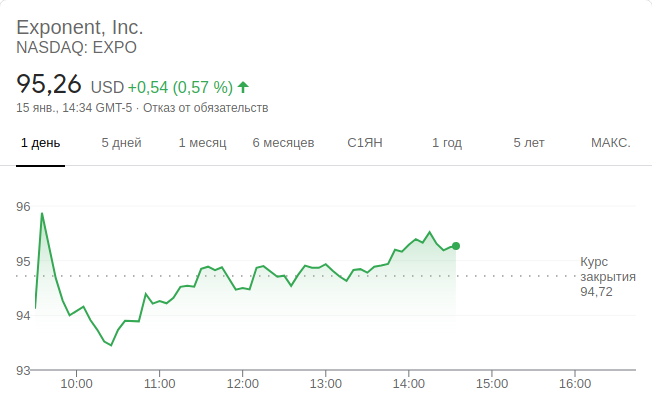 Exponent, Inc.
NASDAQ: EXPO
95,26 USD +0,54 (0,57 %)
15 янв., 14:34 GMT-5 · Отказ от обязательств
1 день 5 дней 1 месяц 6 месяцев С1ЯН 1 год 5 лет МАКС.
96
95
Курс
закрытия
94,72
94
93
10:00 11:00 12:00 13:00 14:00 15:00 16:00